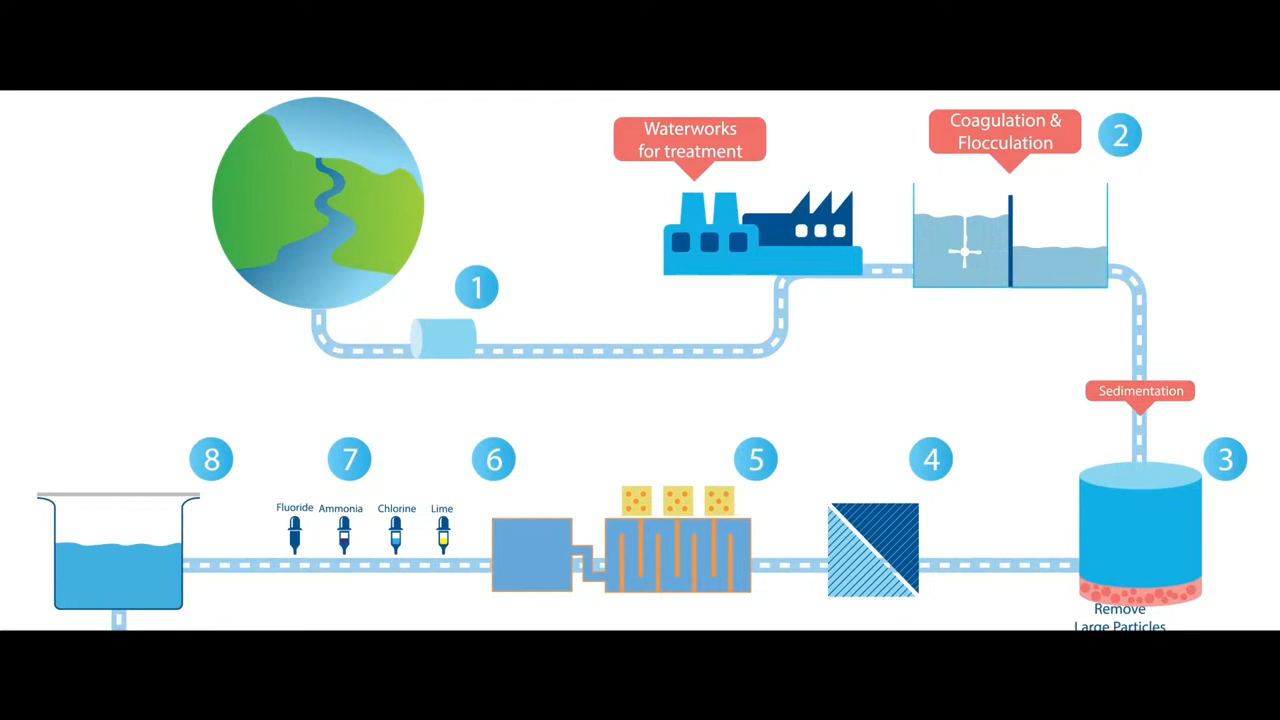 Waterworks
for treatment
Coagulation &
Flocculation
2
1
Sedimentation
8
7
6
5
4
3
Fluoride
Ammonia
Chlorine
Lime
Remove
Large Particles